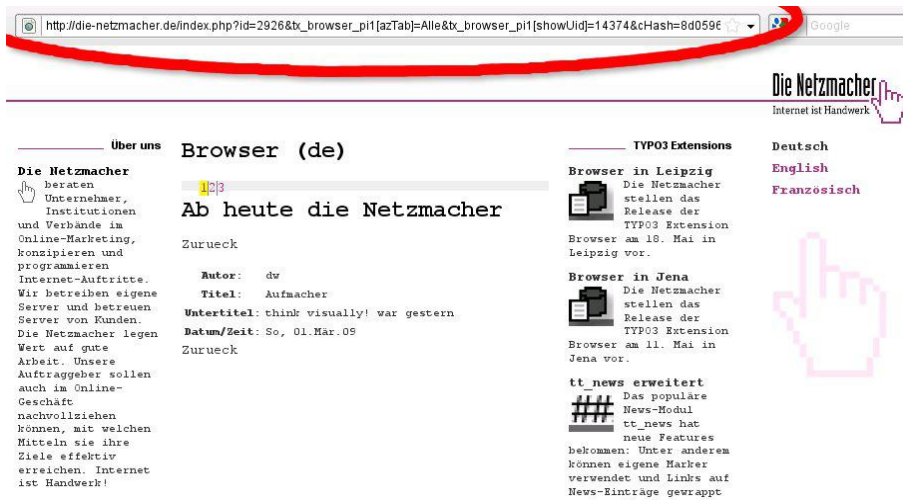 http://die-netzmacher.de/index.php?id=2926&tx_browser_pi1[azTab]=Alle&tx_browser_pi1[showUid]=14374&cHash=8d0596
Google
Die Netzmacher
Internet ist Handwerk
Über uns
Die Netzmacher
beraten
Unternehmer,
Institutionen
und Verbände im
Online-Marketing,
konzipieren und
programmieren
Internet-Auftritte.
Wir betreiben eigene
Server und betreuen
Server von Kunden.
Die Netzmacher legen
Wert auf gute
Arbeit. Unsere
Auftraggeber sollen
auch im Online-
Geschäft
nachvollziehen
können, mit welchen
Mitteln sie ihre
Ziele effektiv
erreichen. Internet
ist Handwerk!
Browser (de)
1|2|3
Ab heute die Netzmacher
Zurueck
Autor: dw
Titel: Aufmacher
Untertitel: think visually! war gestern
Datum/Zeit: So, 01.Mär.09
Zurueck
TYPO3 Extensions
Browser in Leipzig
Die Netzmacher
stellen das
Release der
TYPO3 Extension
Browser am 18. Mai in
Leipzig vor.
Browser in Jena
Die Netzmacher
stellen das
Release der
TYPO3 Extension
Browser am 11. Mai in
Jena vor.
tt_news erweitert
Das populäre
News-Modul
tt_news hat
neue Features
bekommen: Unter anderem
können eigene Marker
verwendet und Links auf
News-Einträge gewrappt
Deutsch
English
Französisch